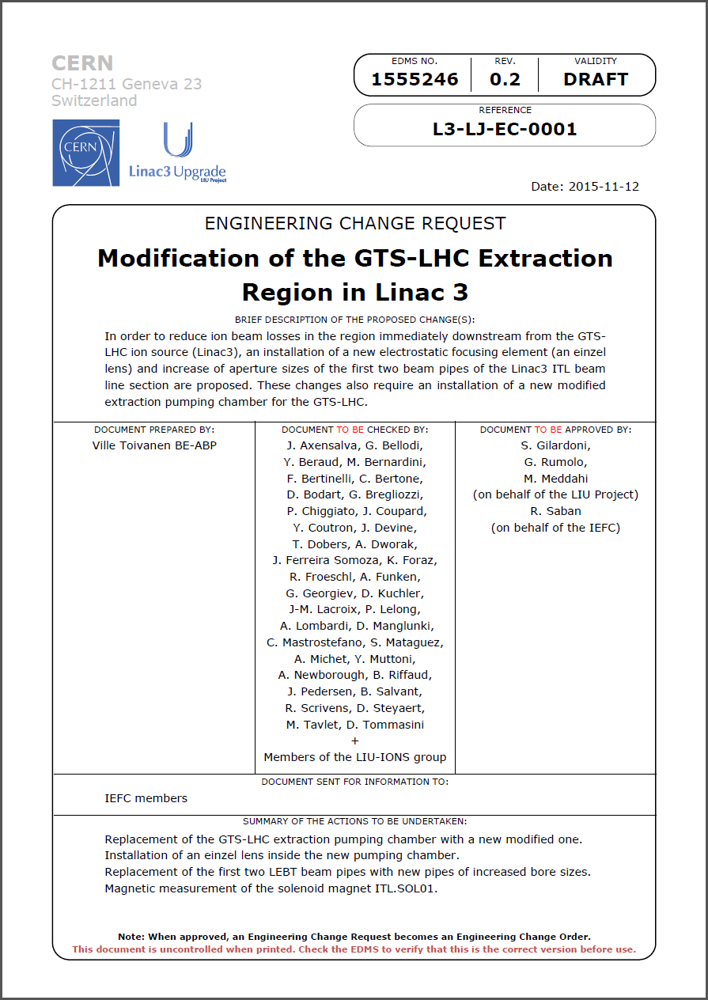 CERN
CH-1211 Geneva 23
Switzerland
CERN
Linac3 Upgrade
LIU Project
EDMS NO.
REV.
VALIDITY
1555246
0.2
DRAFT
REFERENCE
L3-LJ-EC-0001
Date: 2015-11-12
ENGINEERING CHANGE REQUEST
Modification of the GTS-LHC Extraction
Region in Linac 3
BRIEF DESCRIPTION OF THE PROPOSED CHANGE(S):
In order to reduce ion beam losses in the region immediately downstream from the GTS-
LHC ion source (Linac3), an installation of a new electrostatic focusing element (an einzel
lens) and increase of aperture sizes of the first two beam pipes of the Linac3 ITL beam
line section are proposed. These changes also require an installation of a new modified
extraction pumping chamber for the GTS-LHC.
DOCUMENT PREPARED BY:
Ville Toivanen BE-ABP
DOCUMENT TO BE CHECKED BY:
J. Axensalva, G. Bellodi,
Y. Beraud, M. Bernardini,
F. Bertinelli, C. Bertone,
D. Bodart, G. Bregliozzi,
P. Chiggiato, J. Coupard,
Y. Coutron, J. Devine,
T. Dobers, A. Dworak,
J. Ferreira Somoza, K. Foraz,
R. Froeschl, A. Funken,
G. Georgiev, D. Kuchler,
J-M. Lacroix, P. Lelong,
A. Lombardi, D. Manglunki,
C. Mastrostefano, S. Mataguez,
A. Michet, Y. Muttoni,
A. Newborough, B. Riffaud,
J. Pedersen, B. Salvant,
R. Scrivens, D. Steyaert,
M. Tavlet, D. Tommasini
+
Members of the LIU-IONS group
DOCUMENT TO BE APPROVED BY:
S. Gilardoni,
G. Rumolo,
M. Meddahi
(on behalf of the LIU Project)
R. Saban
(on behalf of the IEFC)
DOCUMENT SENT FOR INFORMATION TO:
IEFC members
SUMMARY OF THE ACTIONS TO BE UNDERTAKEN:
Replacement of the GTS-LHC extraction pumping chamber with a new modified one.
Installation of an einzel lens inside the new pumping chamber.
Replacement of the first two LEBT beam pipes with new pipes of increased bore sizes.
Magnetic measurement of the solenoid magnet ITL.SOL01.
Note: When approved, an Engineering Change Request becomes an Engineering Change Order.
This document is uncontrolled when printed. Check the EDMS to verify that this is the correct version before use.